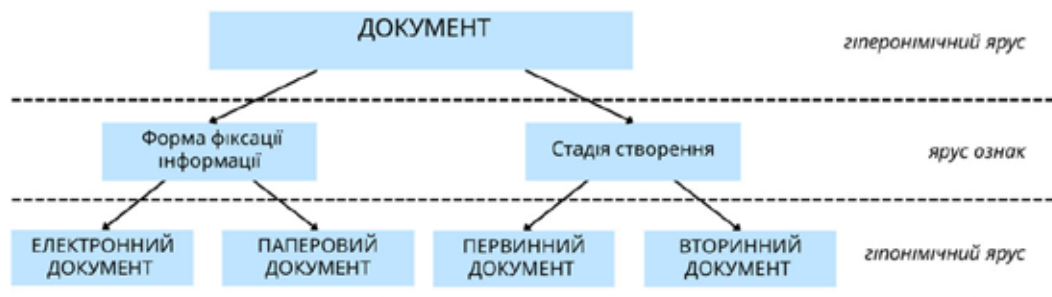 ДОКУМЕНТ
гіперонімічний ярус
Форма фіксації
інформації
Стадія створення
ярус ознак
ЕЛЕКТРОННИЙ
ДОКУМЕНТ
ПАПЕРОВИЙ
ДОКУМЕНТ
ПЕРВИННИЙ
ДОКУМЕНТ
ВТОРИННИЙ
ДОКУМЕНТ
гіпонімічний ярус